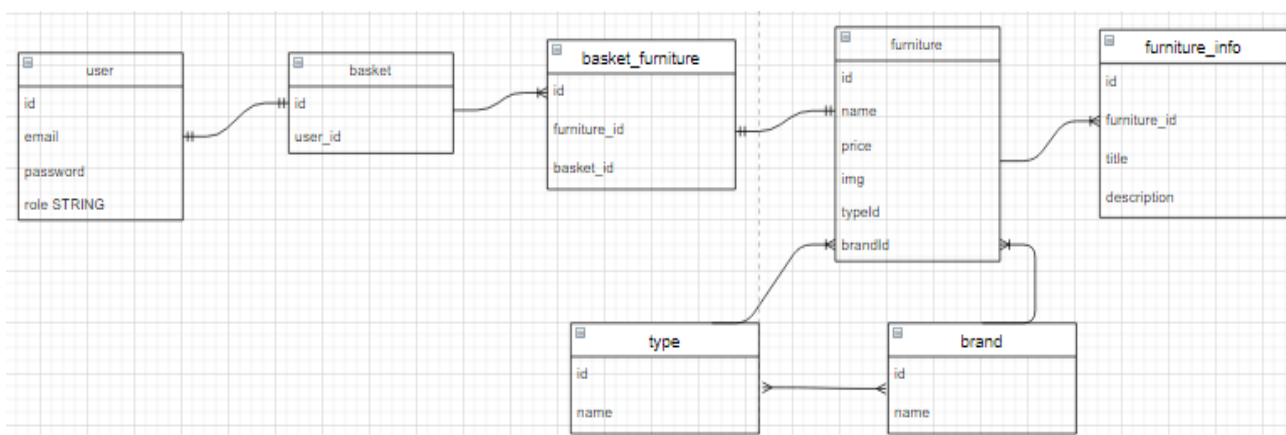 user
id
email
password
role STRING
basket
id
user_id
basket_furniture
id
furniture_id
basket_id
furniture
id
name
price
img
typeId
brandId
furniture_info
id
furniture_id
title
description
type
id
name
brand
id
name